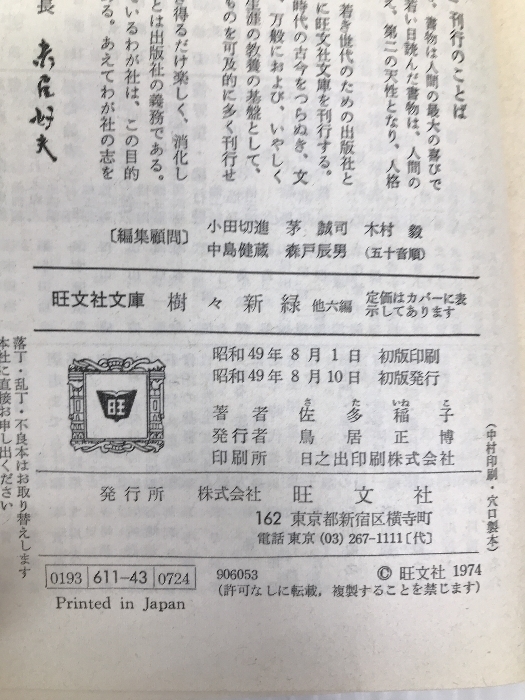 刊行のことば
書物は人間の最大の喜びで
若い日読んだ書物は、人間の
え、第二の天性となり、人格
若き世代のための出版社と
に旺文社文庫を刊行する。
時代の古今をつらぬき、文
万般におよび、いやしく
生涯の教養の基盤として、
ものを可及的に多く刊行せ
き得るだけ楽しく、消化し
とは出版社の義務である。
ているわが社は、この目的
る。あえてわが社の志を
長 赤尾好夫
〔編集顧問〕
小田切進 茅 誠司 木村 毅
中島健蔵 森戸辰男 (五十音順)
旺文社文庫 樹々新緑 他六編
定価はカバーに表
示してあります
昭和49年 8月 1日 初版印刷
昭和49年 8月10日 初版発行
さ た いね こ
著者 佐多稲子
発行者 鳥居正博
印刷所 日之出印刷株式会社
発行所 株式会社 旺文社
162 東京都新宿区横寺町
電話 東京 (03) 267-1111〔代〕
旺
(中村印刷・穴口製本)
落丁・乱丁・不良本はお取り替えします
本社に直接お申し出ください
0193 611-43 0724
906053
© 旺文社 1974
(許可なしに転載, 複製することを禁じます)
Printed in Japan